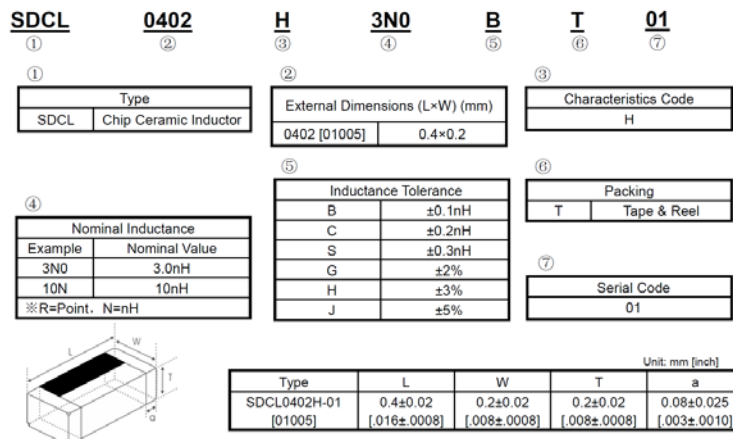 SDCL 0402 H 3N0 B T 01
① ② ③ ④ ⑤ ⑥ ⑦
①
Type
SDCL Chip Ceramic Inductor
②
External Dimensions (L×W) (mm)
0402 [01005] 0.4×0.2
③
Characteristics Code
H
④
Nominal Inductance
Example Nominal Value
3N0 3.0nH
10N 10nH
※R=Point，N=nH
⑤
Inductance Tolerance
B ±0.1nH
C ±0.2nH
S ±0.3nH
G ±2%
H ±3%
J ±5%
⑥
Packing
T Tape & Reel
⑦
Serial Code
01
L W T a
Unit: mm [inch]
Type L W T a
SDCL0402H-01 0.4±0.02 0.2±0.02 0.2±0.02 0.08±0.025
[01005] [.016±.0008] [.008±.0008] [.008±.0008] [.003±.0010]